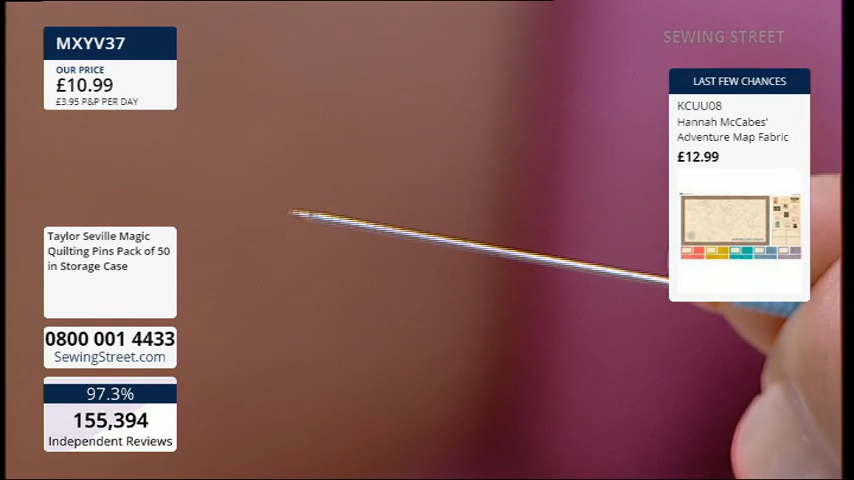 MXYV37
OUR PRICE
£10.99
£3.95 P&P PER DAY
Taylor Seville Magic
Quilting Pins Pack of 50
in Storage Case
0800 001 4433
SewingStreet.com
97.3%
155,394
Independent Reviews
SEWING STREET
LAST FEW CHANCES
KCUU08
Hannah McCabes'
Adventure Map Fabric
£12.99